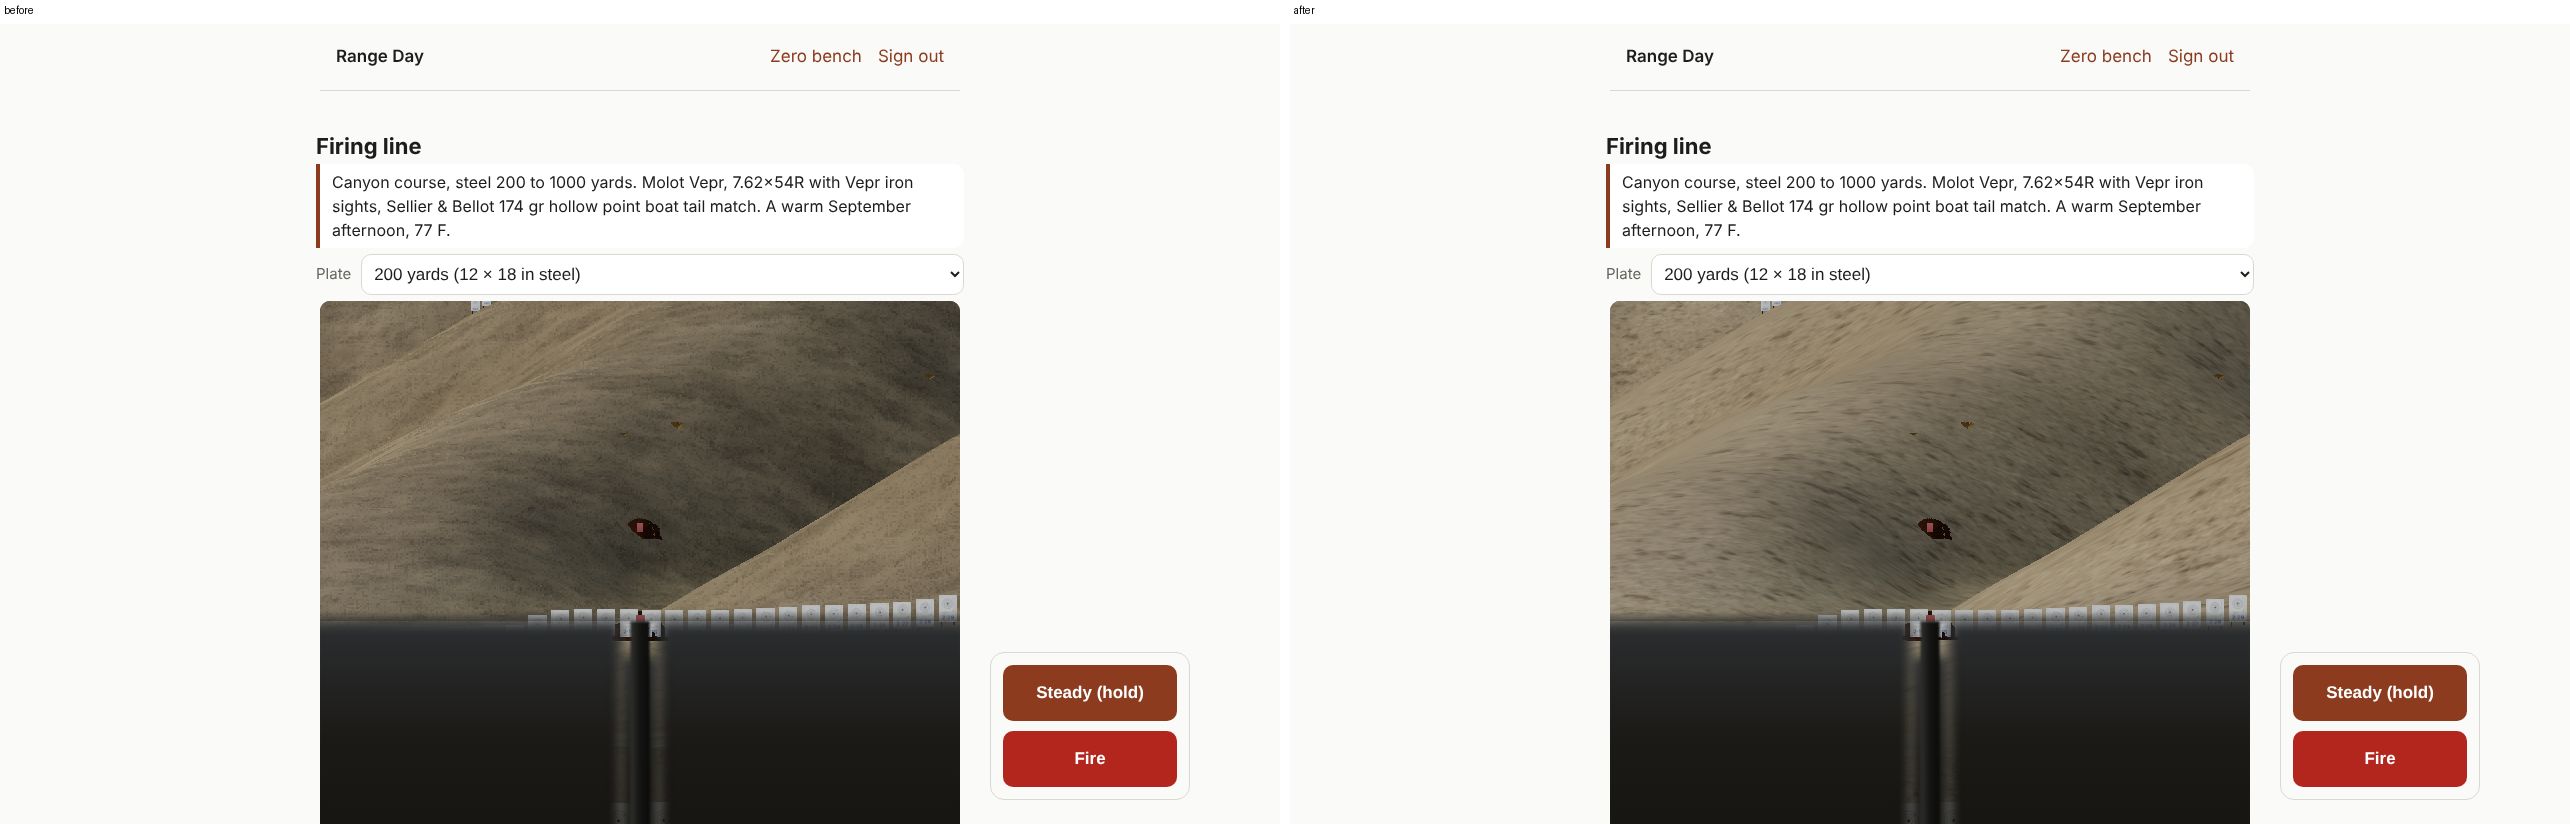 before
Range Day
Zero bench
Sign out
Firing line
Canyon course, steel 200 to 1000 yards. Molot Vepr, 7.62×54R with Vepr iron
sights, Sellier & Bellot 174 gr hollow point boat tail match. A warm September
afternoon, 77 F.
Plate
200 yards (12 × 18 in steel)
Steady (hold)
Fire
after
Range Day
Zero bench
Sign out
Firing line
Canyon course, steel 200 to 1000 yards. Molot Vepr, 7.62×54R with Vepr iron
sights, Sellier & Bellot 174 gr hollow point boat tail match. A warm September
afternoon, 77 F.
Plate
200 yards (12 × 18 in steel)
Steady (hold)
Fire